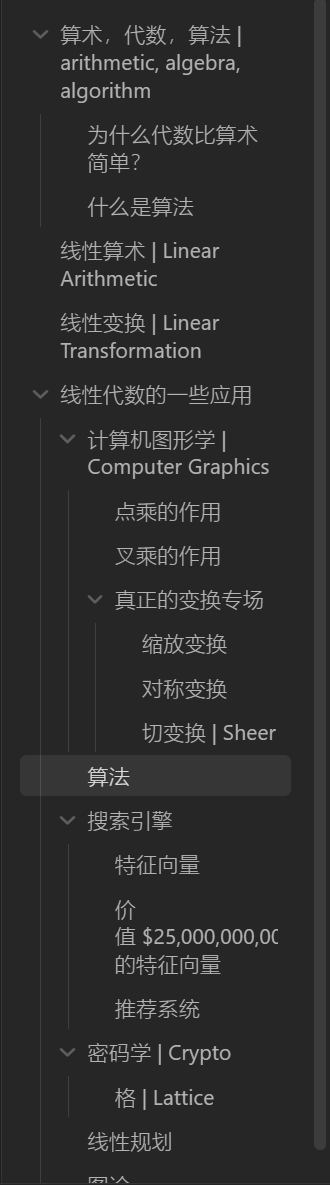 算术，代数，算法 |
arithmetic, algebra,
algorithm
为什么代数比算术
简单？
什么是算法
线性算术 | Linear
Arithmetic
线性变换 | Linear
Transformation
线性代数的一些应用
计算机图形学 |
Computer Graphics
点乘的作用
叉乘的作用
真正的变换专场
缩放变换
对称变换
切变换 | Sheer
算法
搜索引擎
特征向量
价
值 $25,000,000,00
的特征向量
推荐系统
密码学 | Crypto
格 | Lattice
线性规划